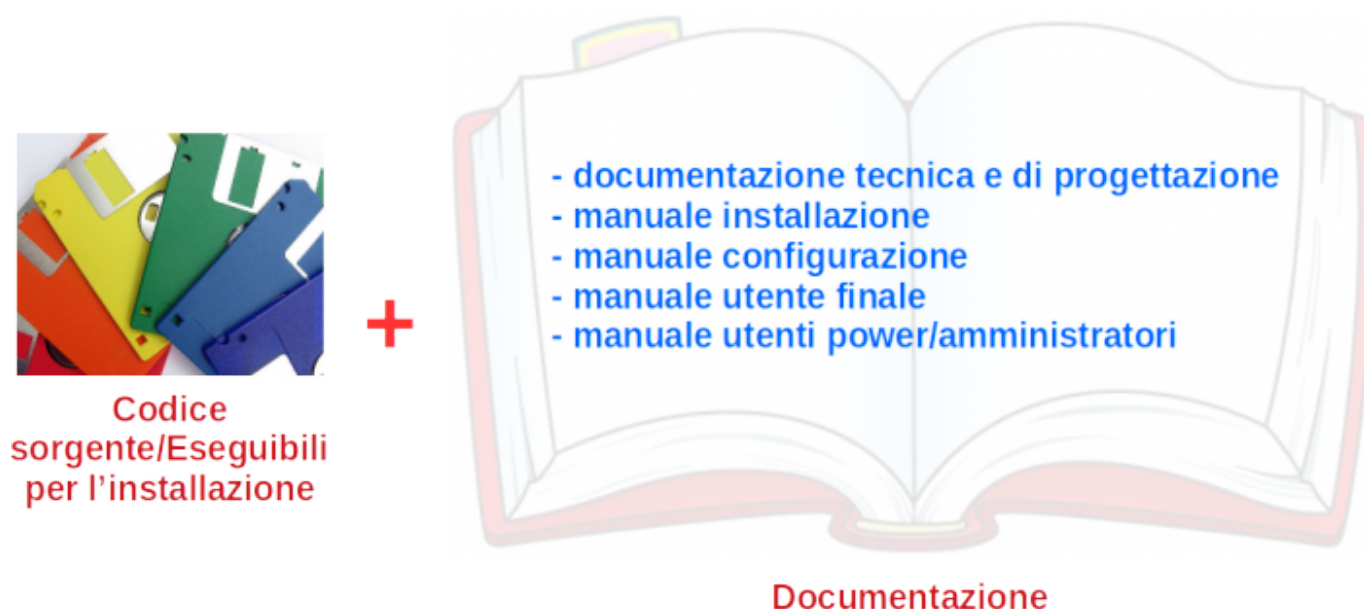 - documentazione tecnica e di progettazione
- manuale installazione
- manuale configurazione
- manuale utente finale
- manuale utenti power/amministratori
+
Codice
sorgente/Eseguibili
per l’installazione
Documentazione